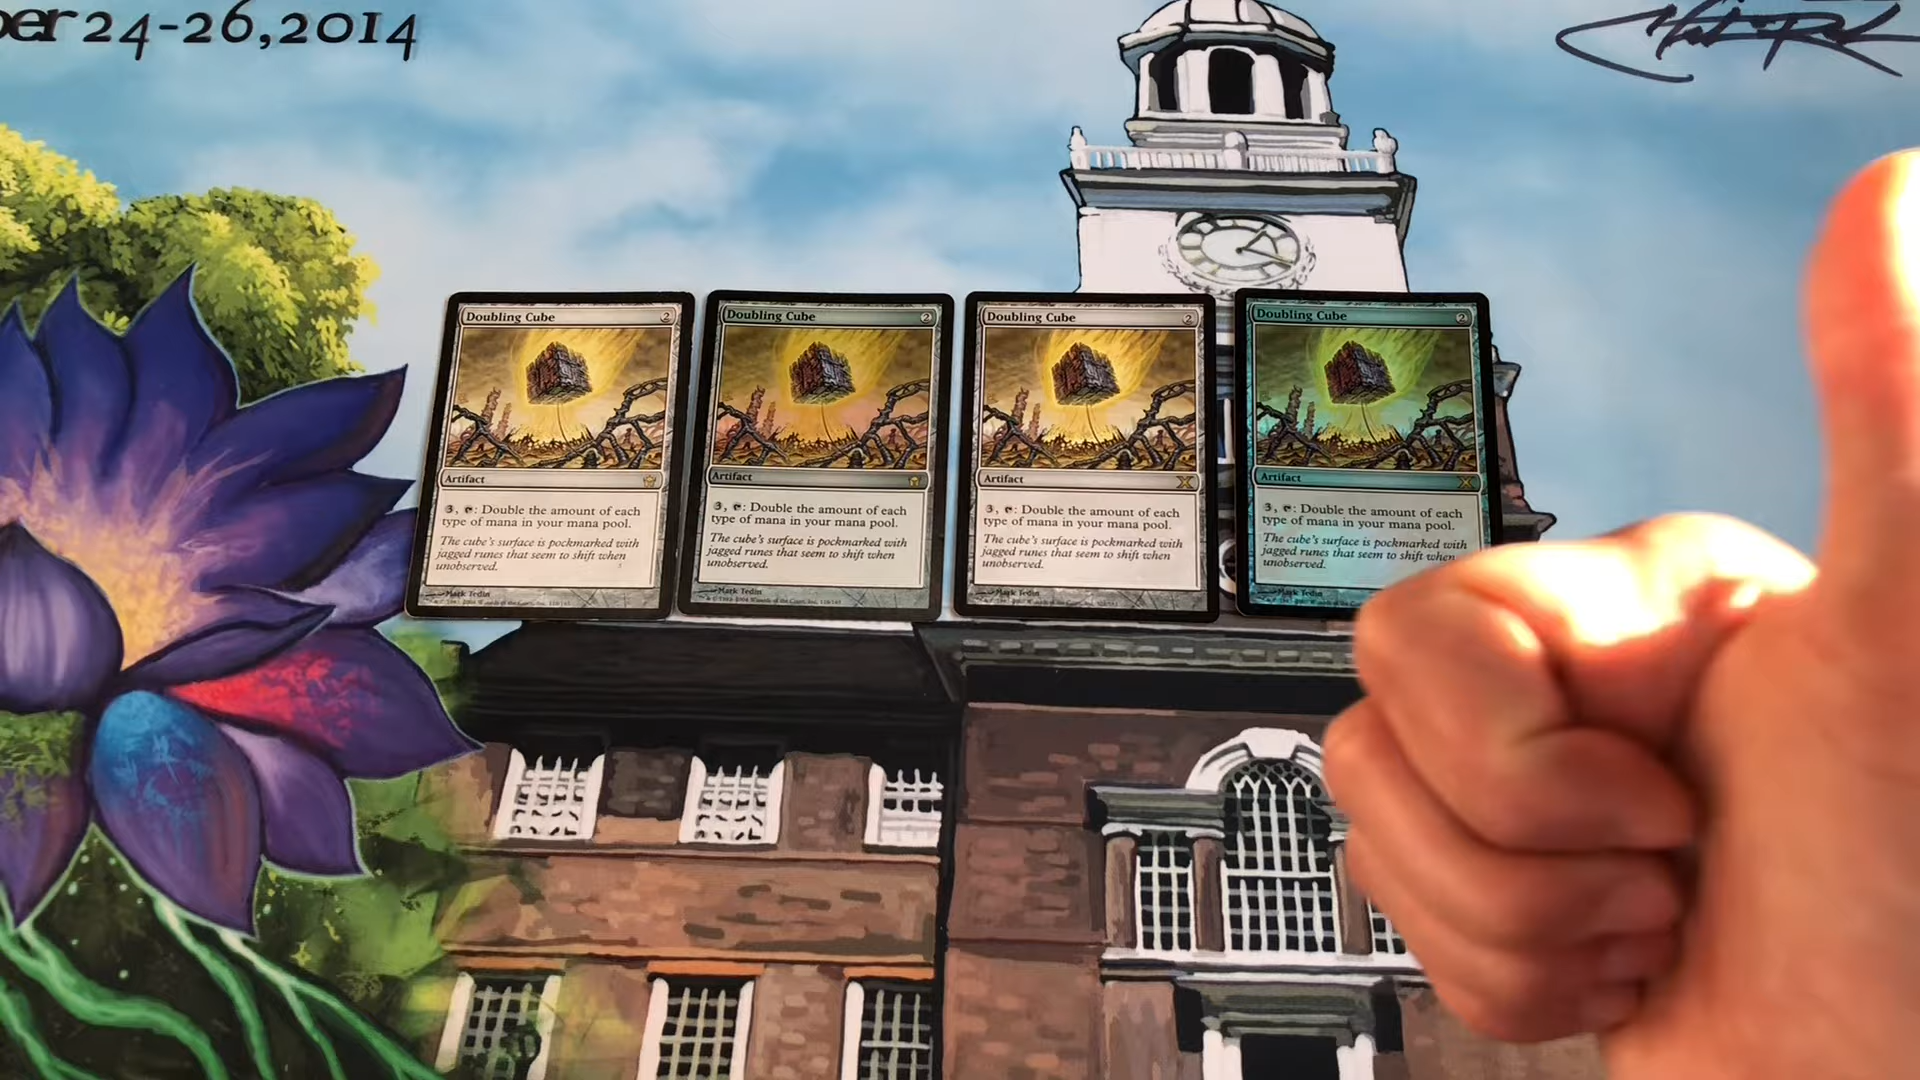 er 24-26, 2014
Doubling Cube 2
Artifact
3, T: Double the amount of each
type of mana in your mana pool.
The cube's surface is pockmarked with
jagged runes that seem to shift when
unobserved.
Mark Tedin
Doubling Cube 2
Artifact
3, T: Double the amount of each
type of mana in your mana pool.
The cube's surface is pockmarked with
jagged runes that seem to shift when
unobserved.
Mark Tedin
Doubling Cube 2
Artifact
3, T: Double the amount of each
type of mana in your mana pool.
The cube's surface is pockmarked with
jagged runes that seem to shift when
unobserved.
Mark Tedin
Doubling Cube 2
Artifact
3, T: Double the amount of each
type of mana in your mana pool.
The cube's surface is pockmarked with
jagged runes that seem to shift when
unobserved.
Mark Tedin